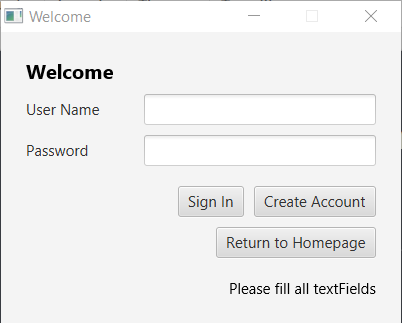 Welcome
Welcome
User Name
Password
Sign In Create Account
Return to Homepage
Please fill all textFields